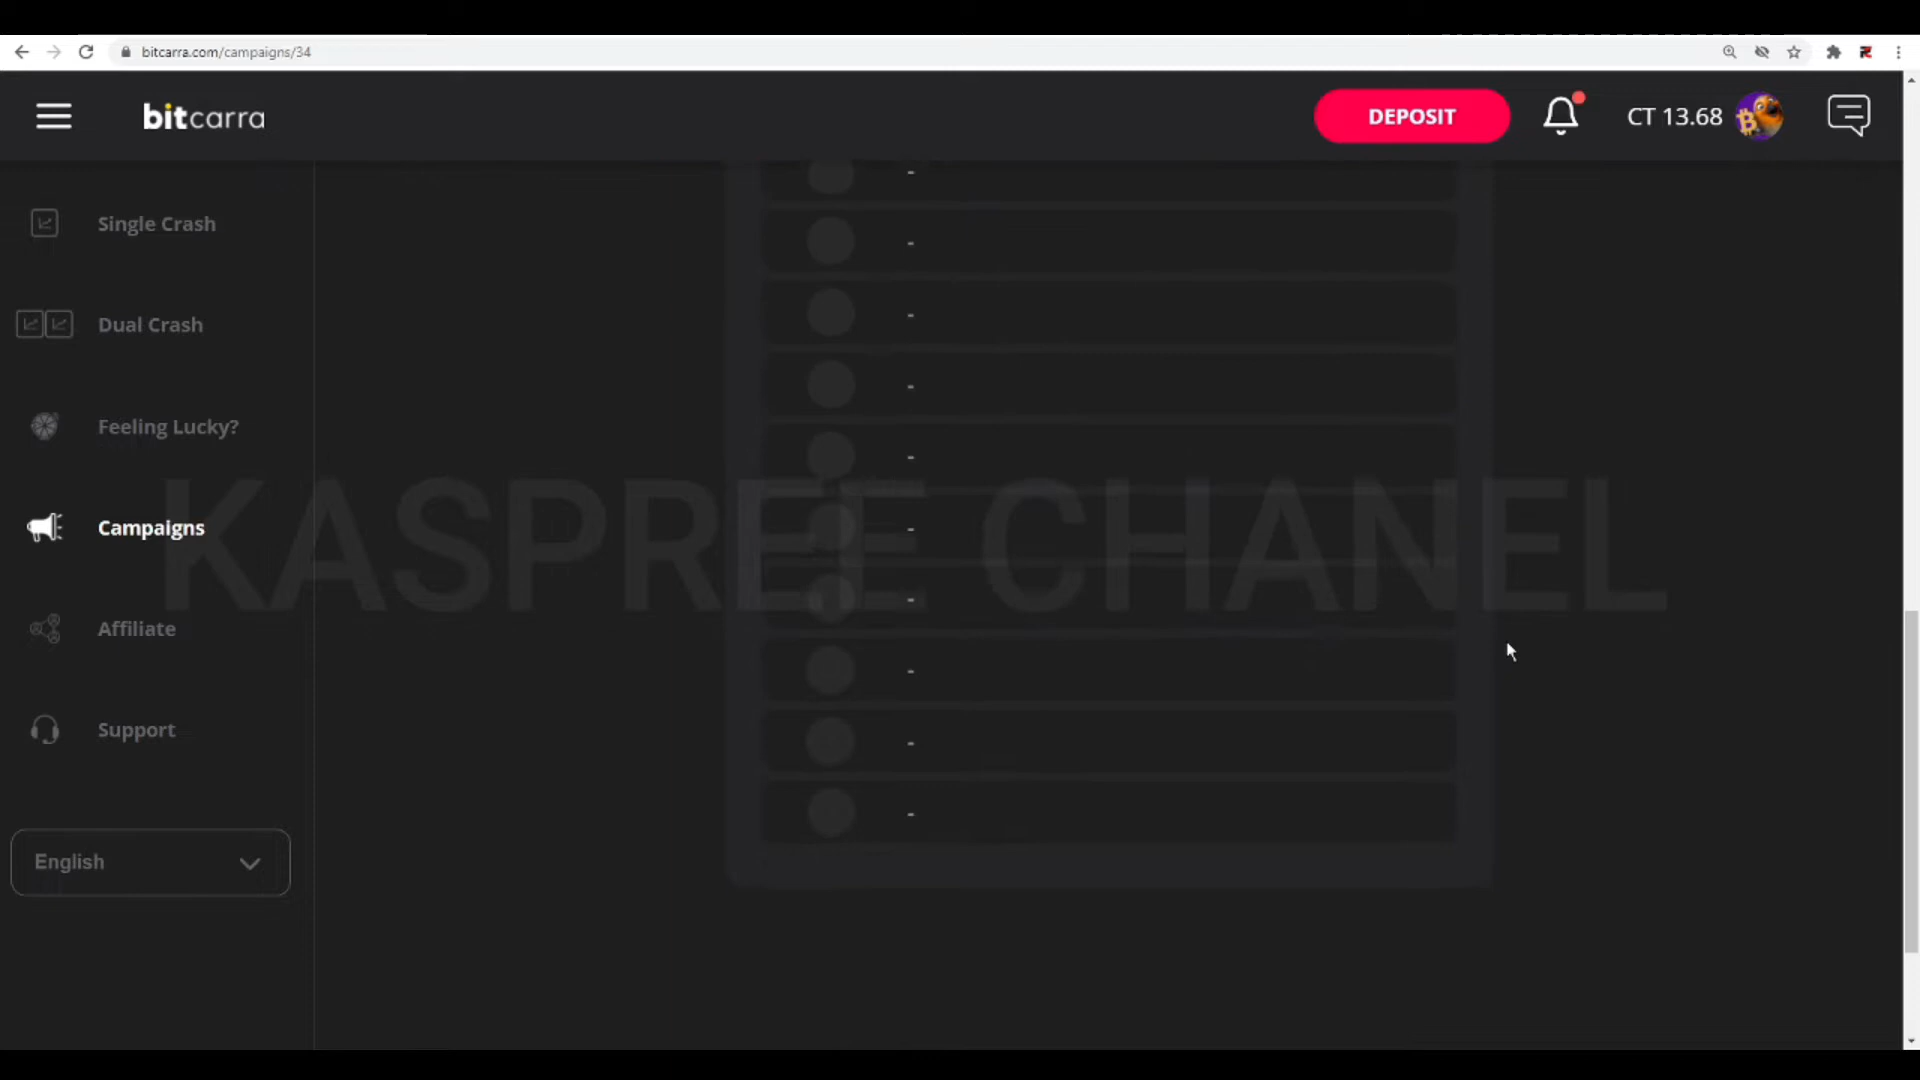 bitcarra.com/campaigns/34
bitcarra
DEPOSIT
CT 13.68
Single Crash
Dual Crash
Feeling Lucky?
Campaigns
Affiliate
Support
English
-
-
-
-
-
-
-
-
-
-
KASPREE CHANEL